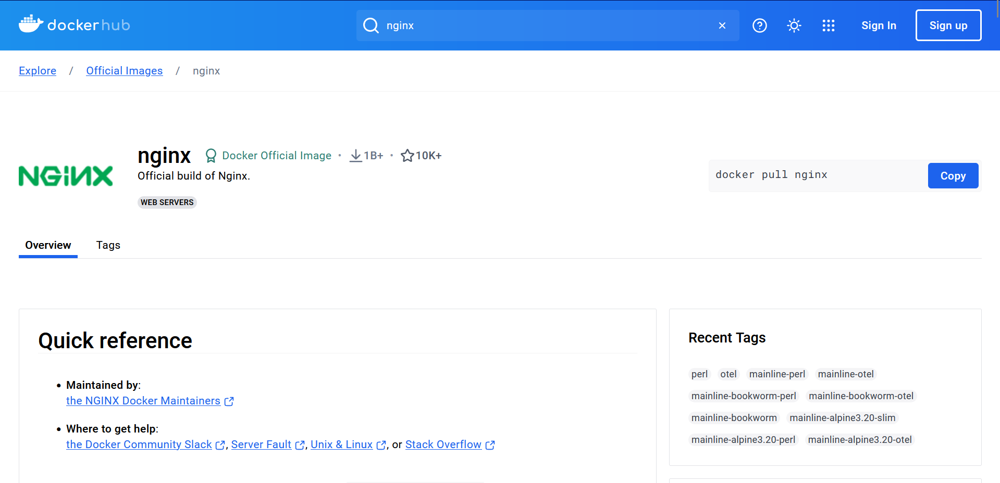 dockerhub
nginx
Sign In
Sign up
Explore / Official Images / nginx
NGiNX
nginx Docker Official Image • 1B+ • 10K+
Official build of Nginx.
WEB SERVERS
docker pull nginx
Copy
Overview Tags
Quick reference
• Maintained by:
the NGINX Docker Maintainers
• Where to get help:
the Docker Community Slack, Server Fault, Unix & Linux, or Stack Overflow
Recent Tags
perl otel mainline-perl mainline-otel
mainline-bookworm-perl mainline-bookworm-otel
mainline-bookworm mainline-alpine3.20-slim
mainline-alpine3.20-perl mainline-alpine3.20-otel